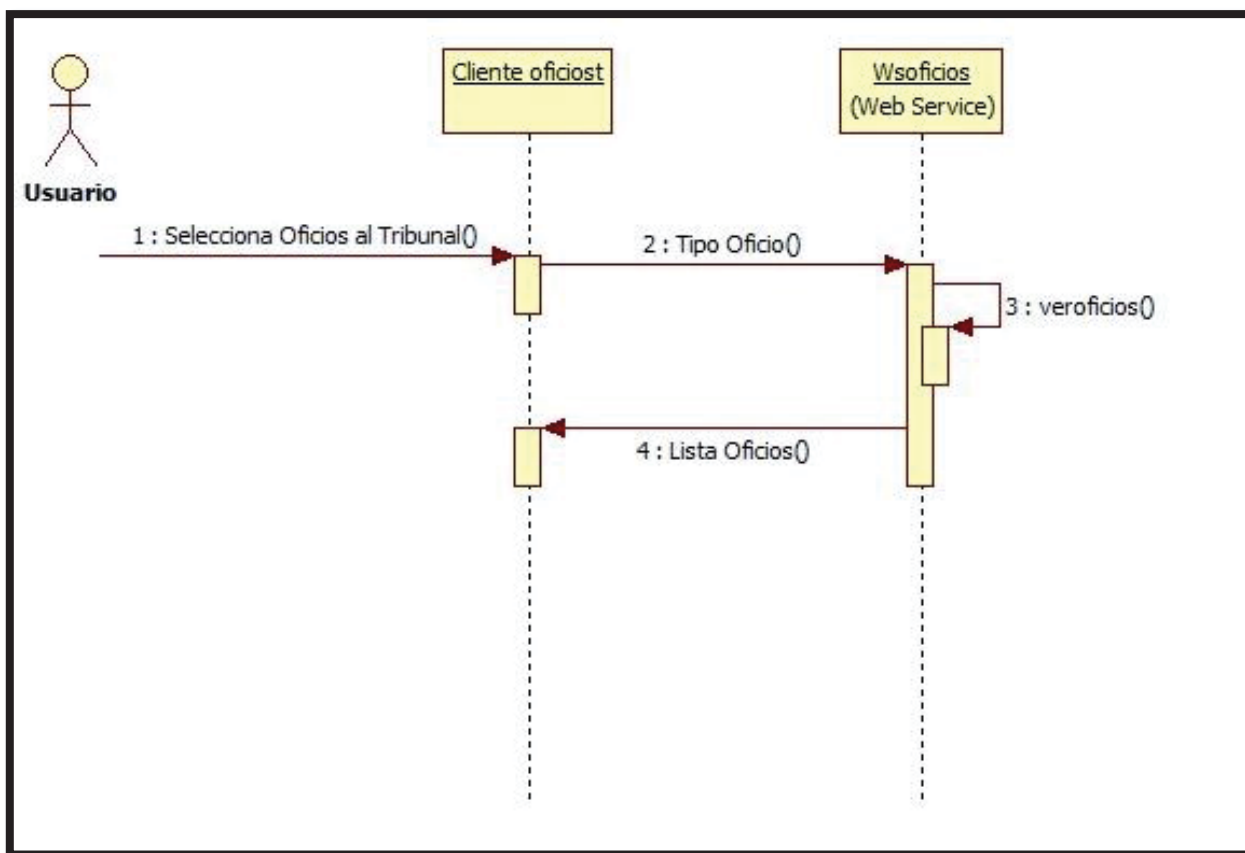 Cliente oficiost
Wsoficios
(Web Service)
Usuario
1 : Selecciona Oficios al Tribunal()
2 : Tipo Oficio()
3 : veroficios()
4 : Lista Oficios()